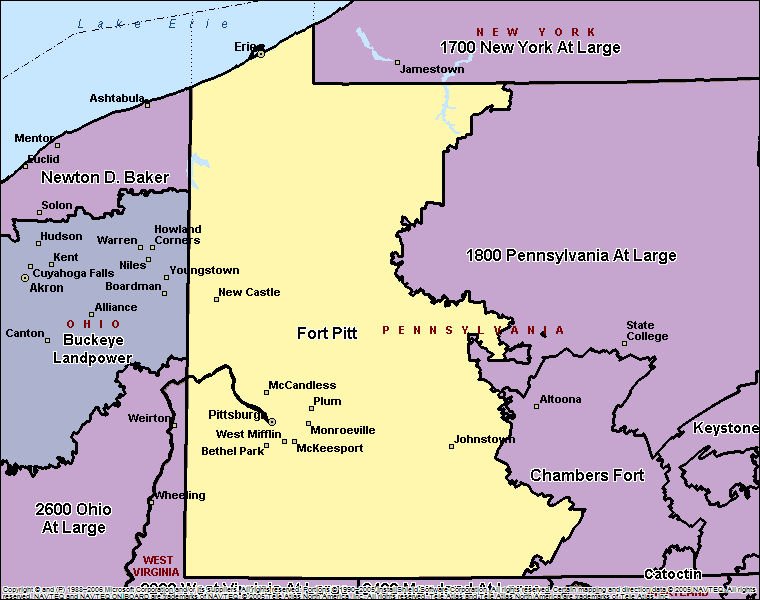 Lake Erie
NEW YORK
1700 New York At Large
Erie
Jamestown
Ashtabula
Mentor
Euclid
Newton D. Baker
Solon
Howland
Corners
Hudson
Warren
Kent
Niles
Cuyahoga Falls
Youngstown
Akron
Boardman
1800 Pennsylvania At Large
New Castle
Alliance
OHIO
Canton
Buckeye
Landpower
Fort Pitt
PENNSYLVANIA
State
College
McCandless
Plum
Altoona
Pittsburgh
Weirton
Monroeville
West Mifflin
Bethel Park
McKeesport
Johnstown
Keystone
Chambers Fort
Wheeling
2600 Ohio
At Large
WEST
VIRGINIA
Catoctin